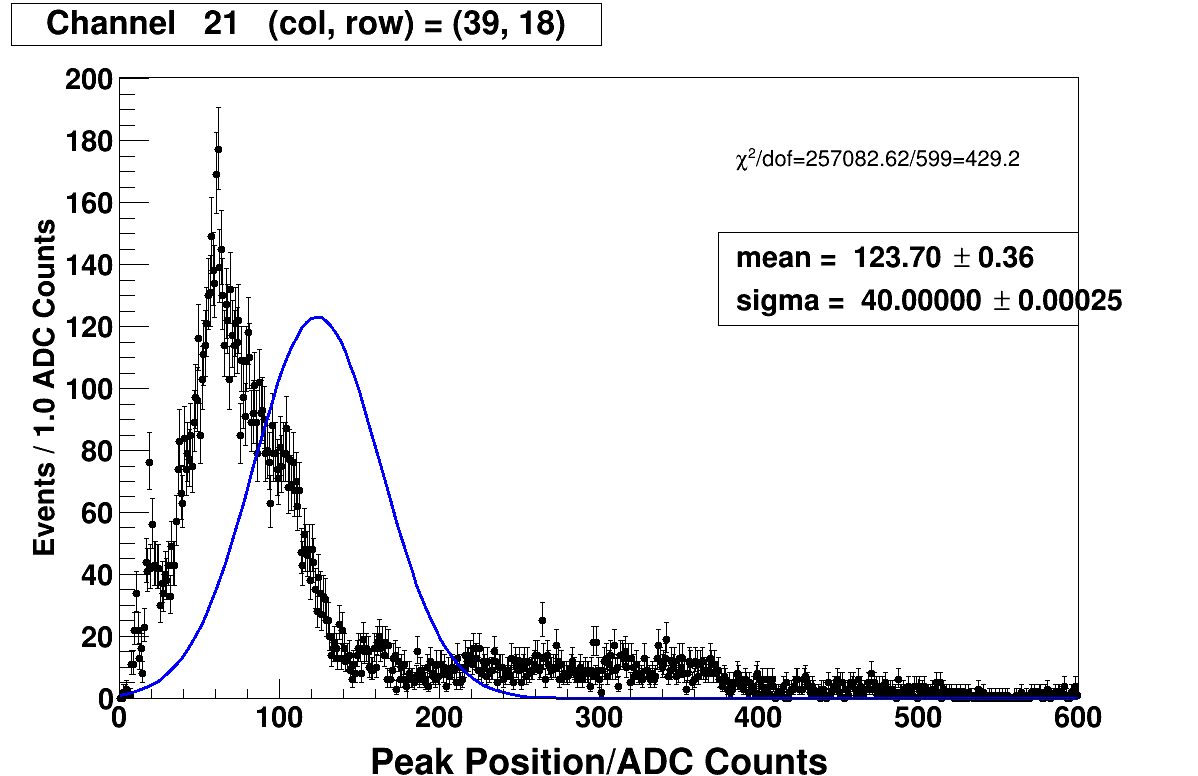 Channel 21 (col, row) = (39, 18)
200
180
160
140
120
100
80
60
40
20
0
Events / 1.0 ADC Counts
χ²/dof=257082.62/599=429.2
mean = 123.70 ± 0.36
sigma = 40.00000 ± 0.00025
0 100 200 300 400 500 600
Peak Position/ADC Counts